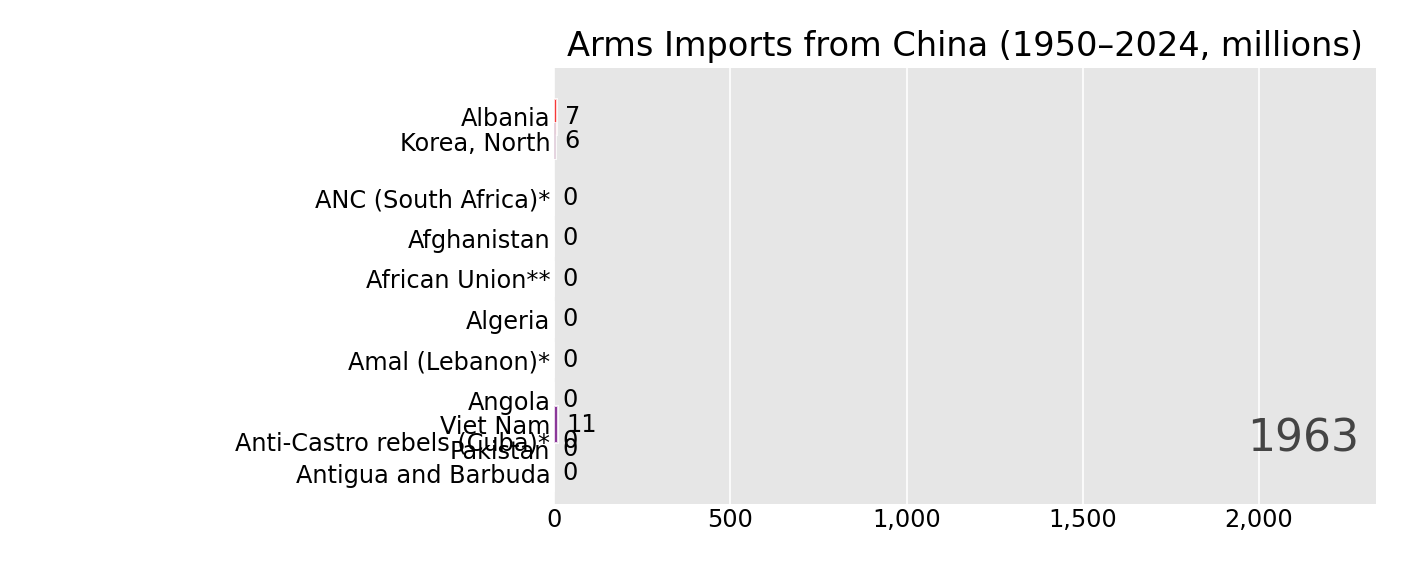 Arms Imports from China (1950–2024, millions)
Albania 7
Korea, North 6
ANC (South Africa)* 0
Afghanistan 0
African Union** 0
Algeria 0
Amal (Lebanon)* 0
Angola 0
Viet Nam 11
Anti-Castro rebels (Cuba)* 0
Pakistan 0
1963
Antigua and Barbuda 0
0 500 1,000 1,500 2,000